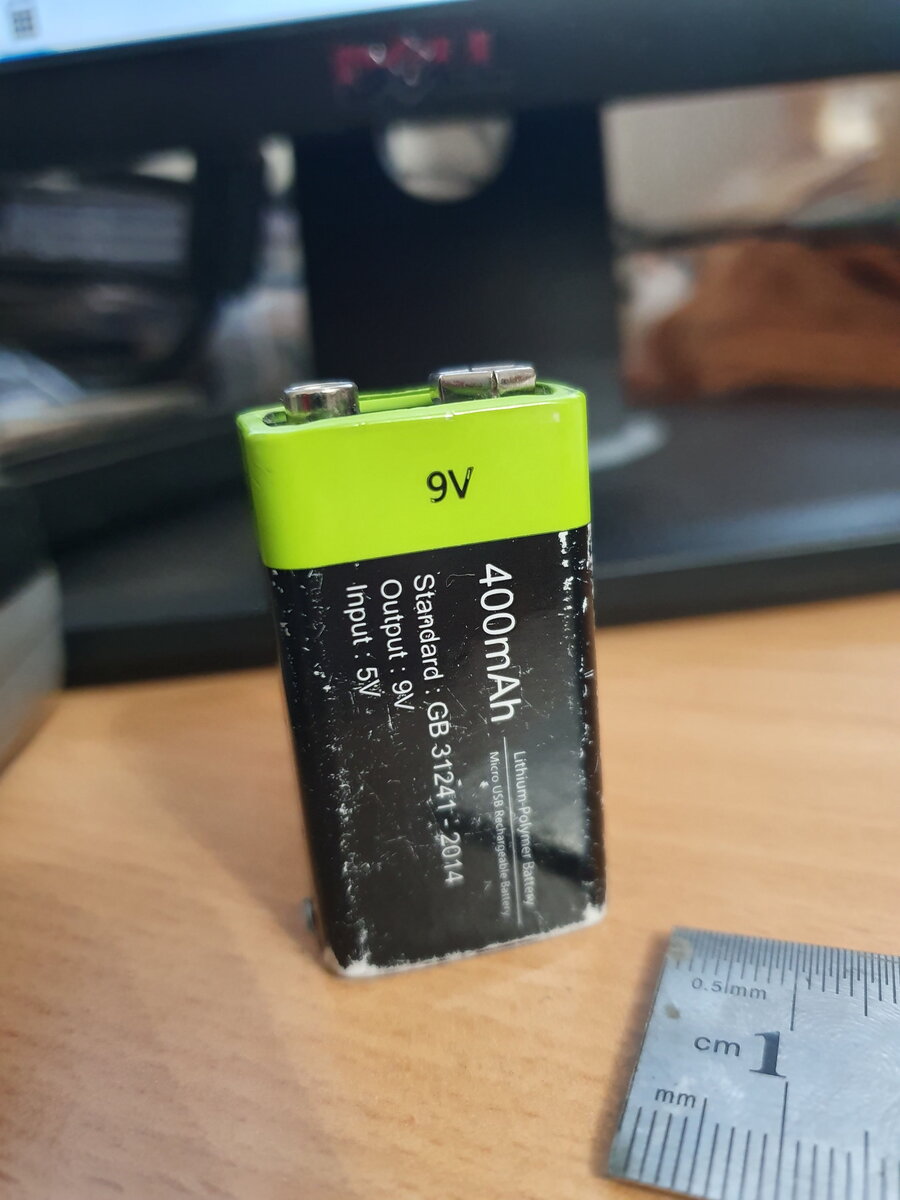 9V
400mAh
Lithium-Polymer Battery
Micro USB Rechargeable Battery
Standard : GB 31241 - 2014
Output : 9V
Input : 5V
0.5mm
cm 1
mm